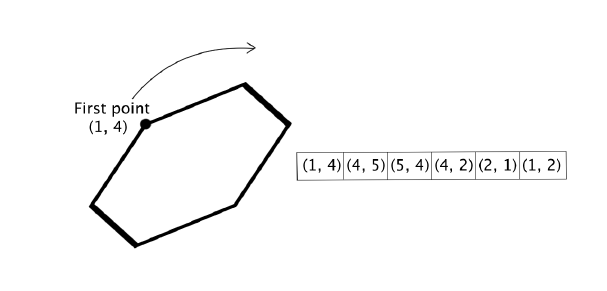 First point
(1, 4)
(1, 4) (4, 5) (5, 4) (4, 2) (2, 1) (1, 2)